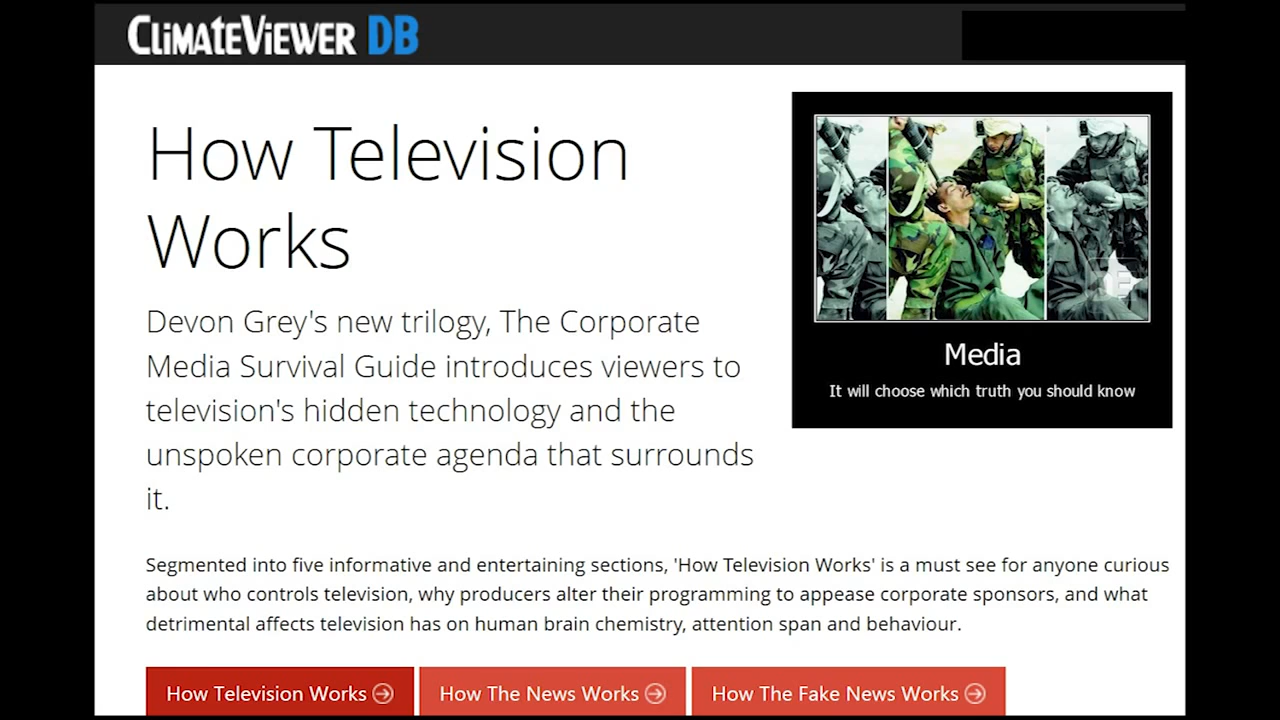 CLIMATEVIEWER DB
How Television
Works
Devon Grey's new trilogy, The Corporate
Media Survival Guide introduces viewers to
television's hidden technology and the
unspoken corporate agenda that surrounds
it.
Media
It will choose which truth you should know
Segmented into five informative and entertaining sections, 'How Television Works' is a must see for anyone curious
about who controls television, why producers alter their programming to appease corporate sponsors, and what
detrimental affects television has on human brain chemistry, attention span and behaviour.
How Television Works
How The News Works
How The Fake News Works